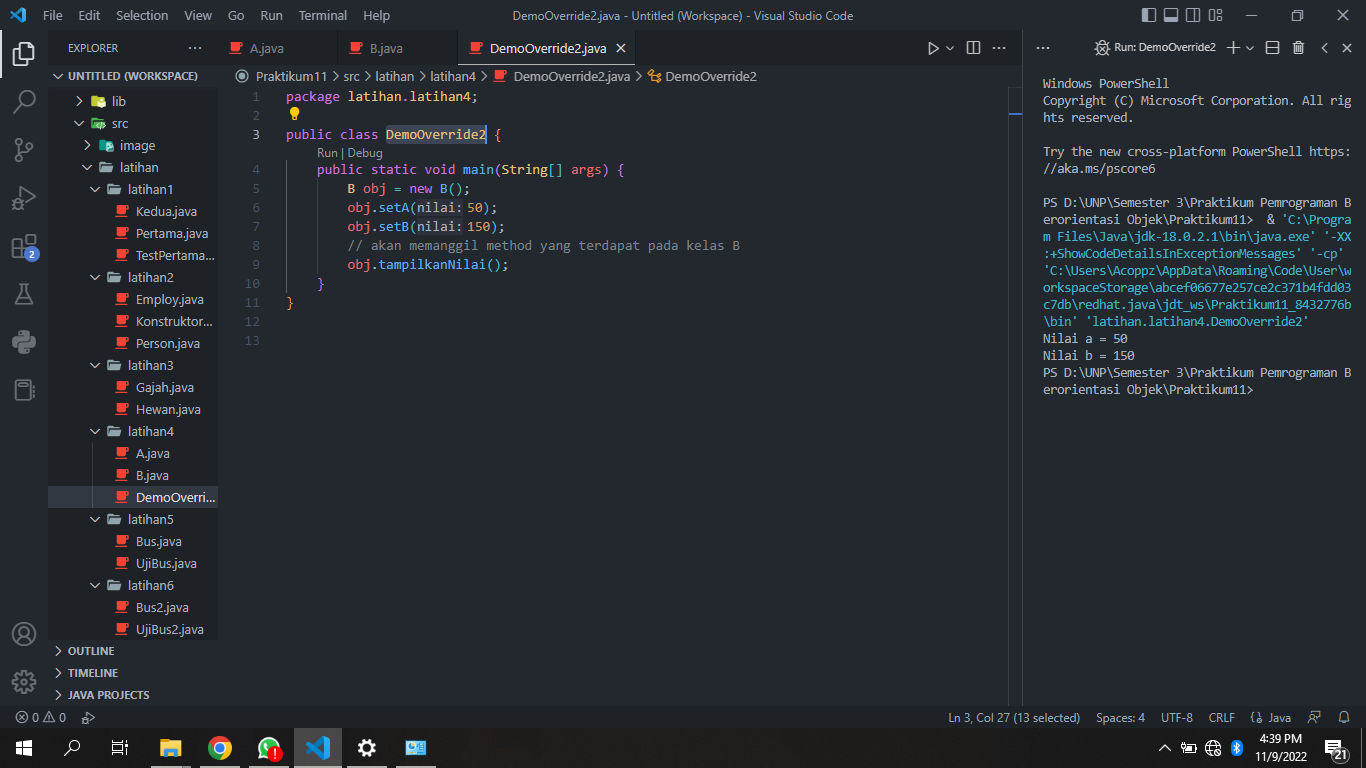 File Edit Selection View Go Run Terminal Help
DemoOverride2.java - Untitled (Workspace) - Visual Studio Code
EXPLORER
UNTITLED (WORKSPACE)
lib
src
image
latihan
latihan1
Kedua.java
Pertama.java
TestPertama...
latihan2
Employ.java
Konstruktor...
Person.java
latihan3
Gajah.java
Hewan.java
latihan4
A.java
B.java
DemoOverri...
latihan5
Bus.java
UjiBus.java
latihan6
Bus2.java
UjiBus2.java
OUTLINE
TIMELINE
JAVA PROJECTS
2
A.java B.java DemoOverride2.java
Praktikum11 > src > latihan > latihan4 > DemoOverride2.java > DemoOverride2
1 package latihan.latihan4;
2
3 public class DemoOverride2 {
Run | Debug
4 public static void main(String[] args) {
5 B obj = new B();
6 obj.setA(nilai: 50);
7 obj.setB(nilai: 150);
8 // akan memanggil method yang terdapat pada kelas B
9 obj.tampilkanNilai();
10 }
11 }
12
13
Run: DemoOverride2
Windows PowerShell
Copyright (C) Microsoft Corporation. All rig
hts reserved.
Try the new cross-platform PowerShell https:
//aka.ms/pscore6
PS D:\UNP\Semester 3\Praktikum Pemrograman B
erorientasi Objek\Praktikum11> & 'C:\Progra
m Files\Java\jdk-18.0.2.1\bin\java.exe' '-XX
:+ShowCodeDetailsInExceptionMessages' '-cp'
'C:\Users\Acoppz\AppData\Roaming\Code\User\w
orkspaceStorage\abcef06677e257ce2c371b4fdd03
c7db\redhat.java\jdt_ws\Praktikum11_8432776b
\bin' 'latihan.latihan4.DemoOverride2'
Nilai a = 50
Nilai b = 150
PS D:\UNP\Semester 3\Praktikum Pemrograman B
erorientasi Objek\Praktikum11>
0 0
Ln 3, Col 27 (13 selected) Spaces: 4 UTF-8 CRLF {} Java
4:39 PM
11/9/2022
21